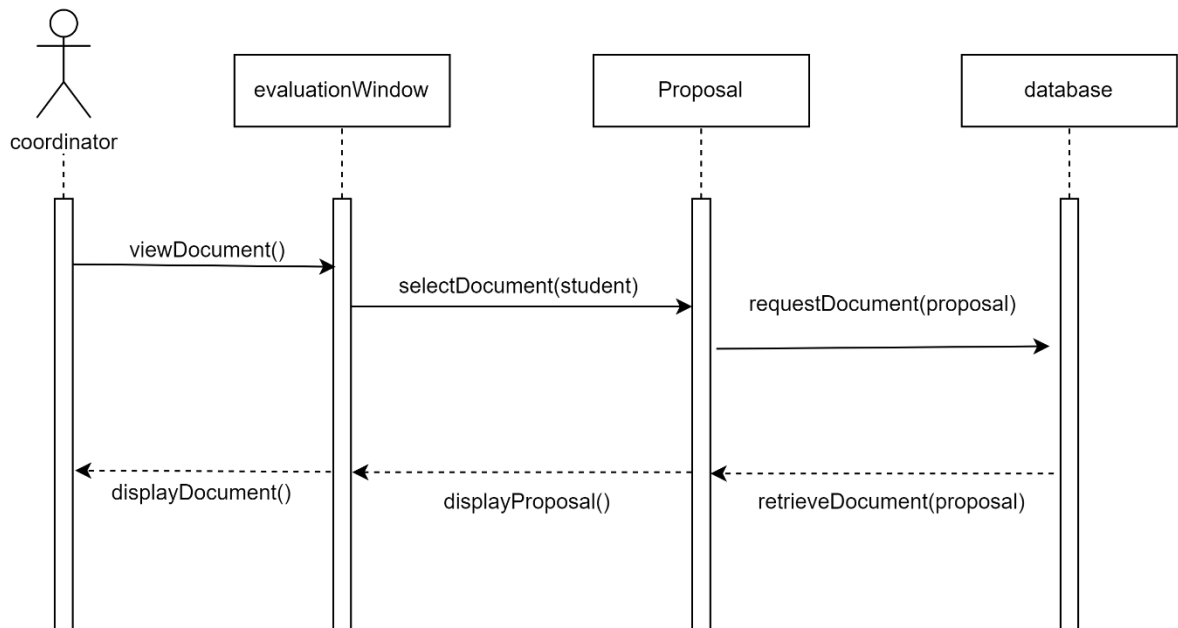 evaluationWindow
Proposal
database
coordinator
viewDocument()
selectDocument(student)
requestDocument(proposal)
displayDocument()
displayProposal()
retrieveDocument(proposal)